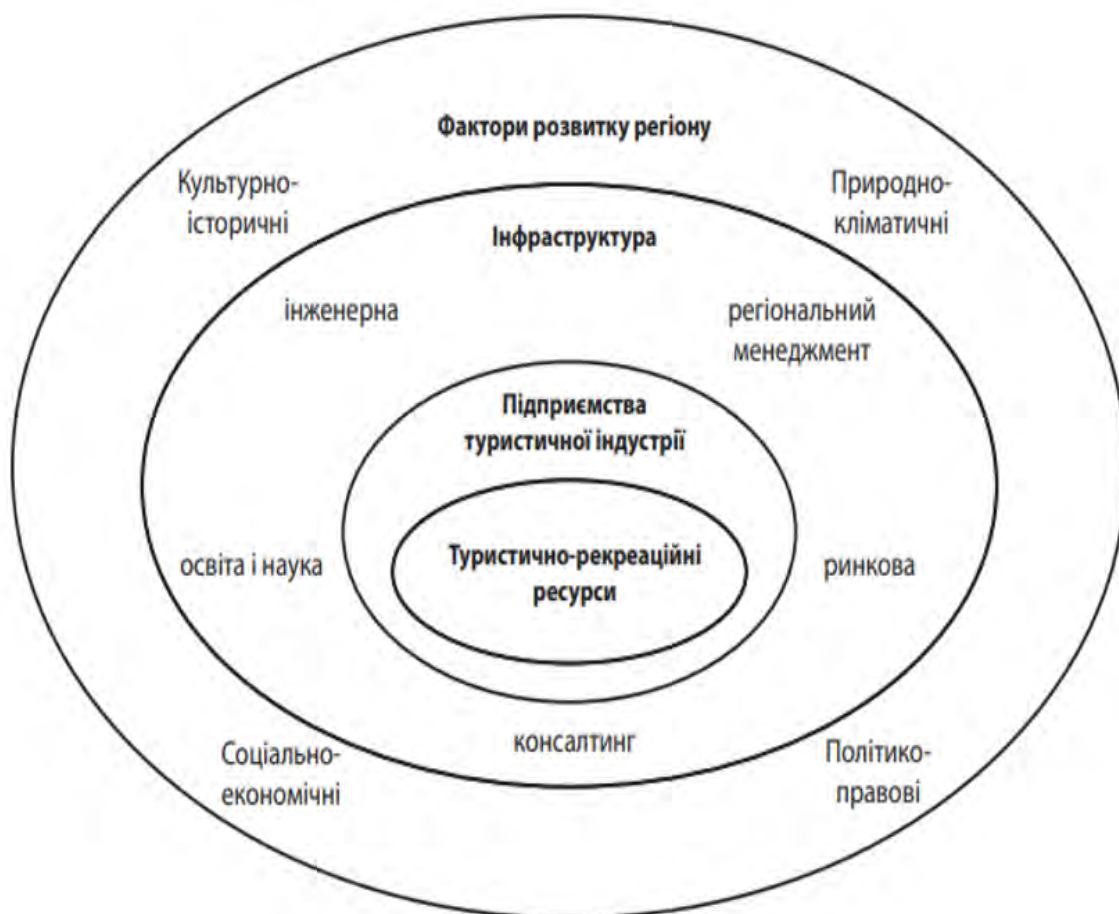 Фактори розвитку регіону
Культурно-
історичні
Природно-
кліматичні
Інфраструктура
інженерна
регіональний
менеджмент
Підприємства
туристичної індустрії
Туристично-рекреаційні
ресурси
освіта і наука
ринкова
консалтинг
Соціально-
економічні
Політико-
правові